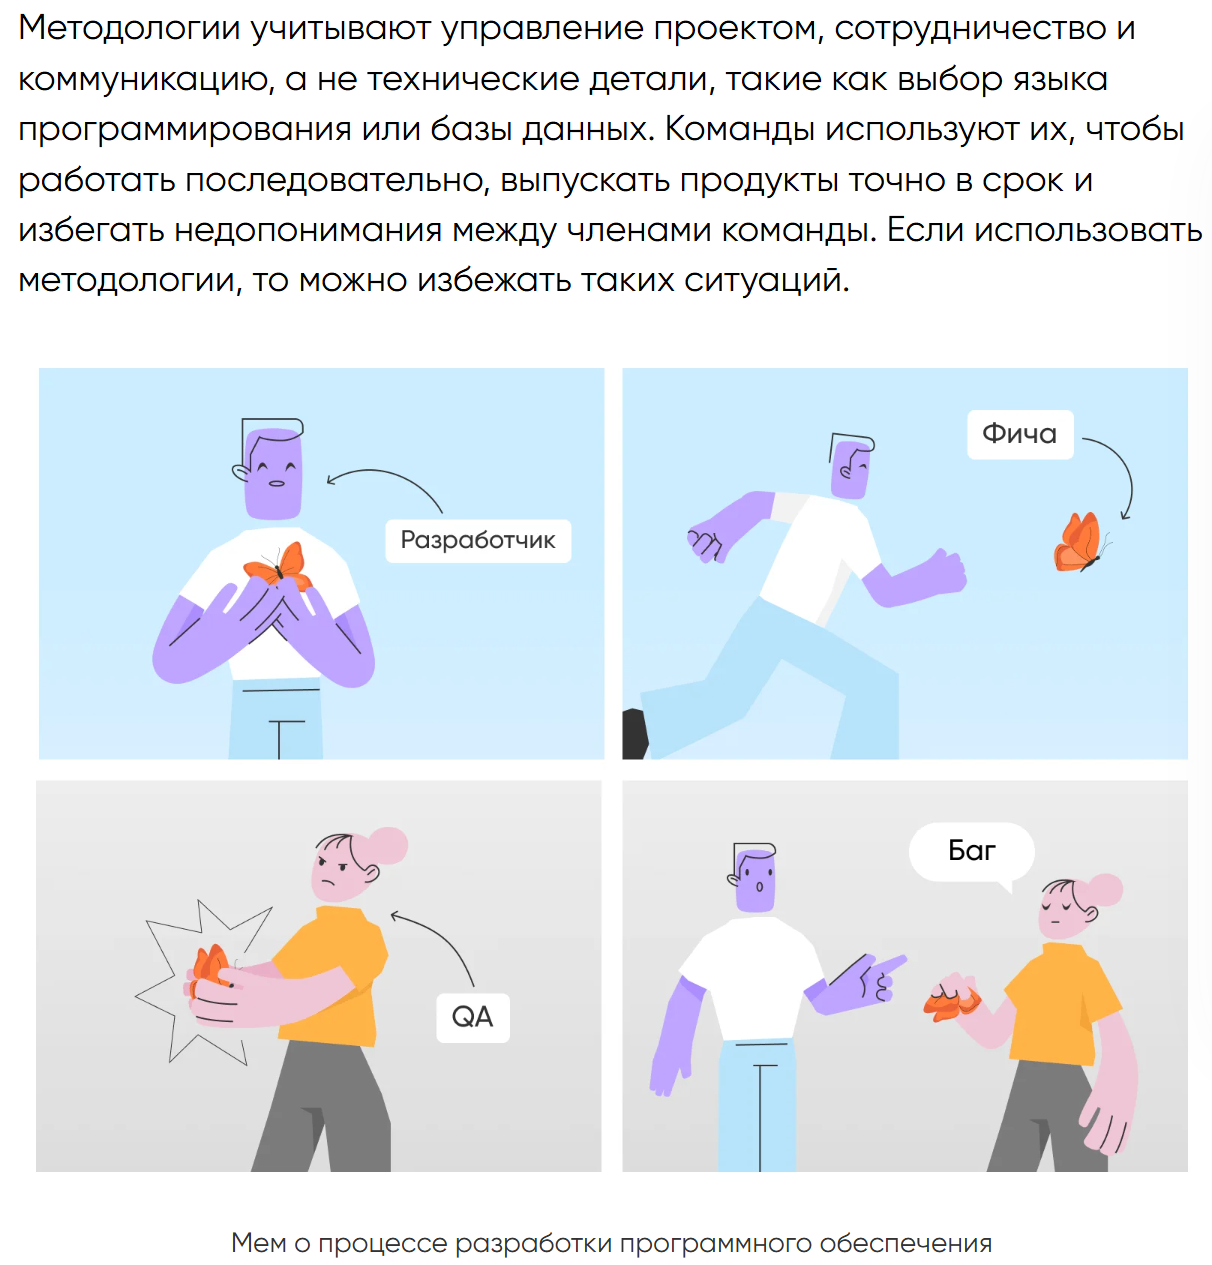 Методологии учитывают управление проектом, сотрудничество и
коммуникацию, а не технические детали, такие как выбор языка
программирования или базы данных. Команды используют их, чтобы
работать последовательно, выпускать продукты точно в срок и
избегать недопонимания между членами команды. Если использовать
методологии, то можно избежать таких ситуаций.
Разработчик
Фича
QA
Баг
Мем о процессе разработки программного обеспечения